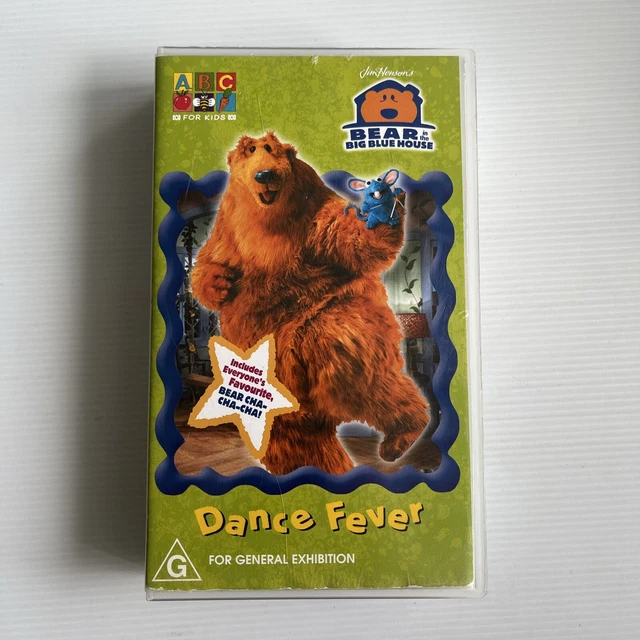 ABC
FOR KIDS
Jim Henson's
BEAR in the
BIG BLUE HOUSE
Includes
Everyone's
Favourite,
BEAR CHA-
CHA-CHA!
Dance Fever
G
FOR GENERAL EXHIBITION